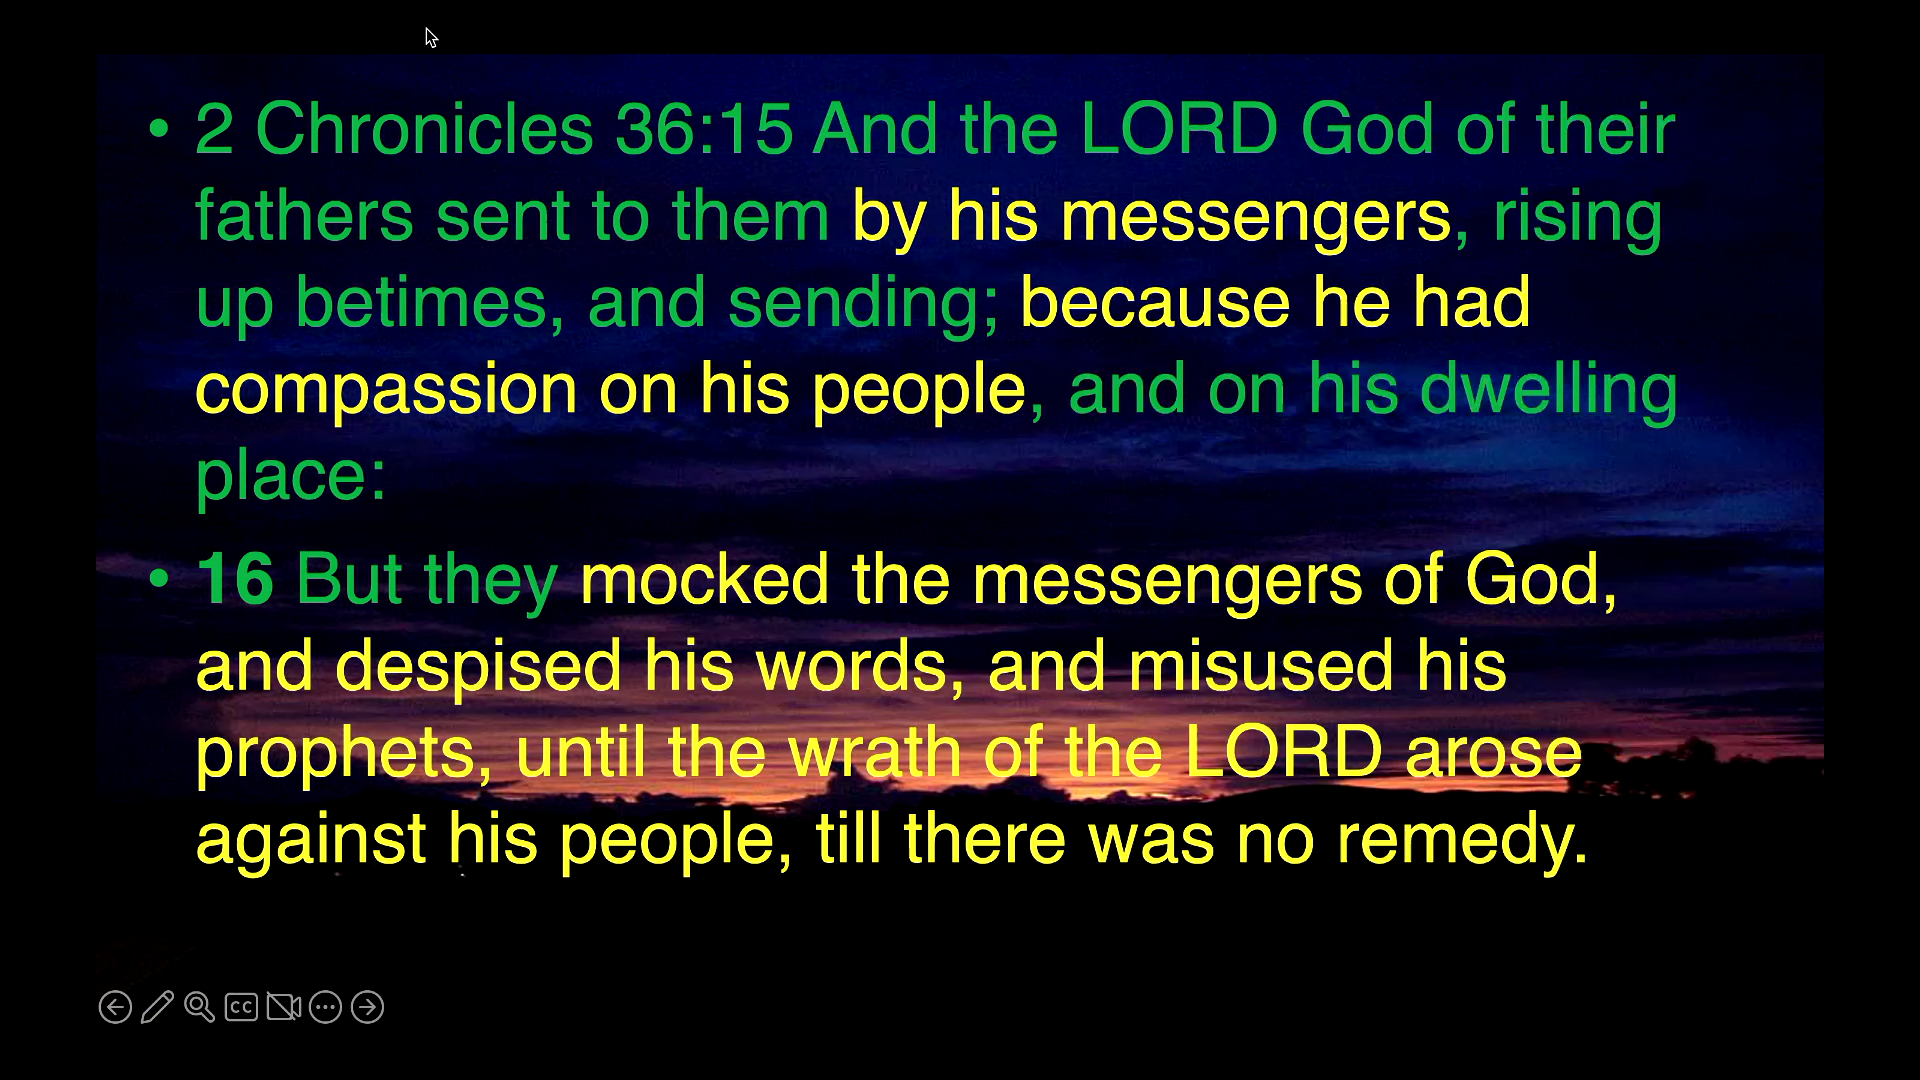 • 2 Chronicles 36:15 And the LORD God of their
fathers sent to them by his messengers, rising
up betimes, and sending; because he had
compassion on his people, and on his dwelling
place:
• 16 But they mocked the messengers of God,
and despised his words, and misused his
prophets, until the wrath of the LORD arose
against his people, till there was no remedy.
CC